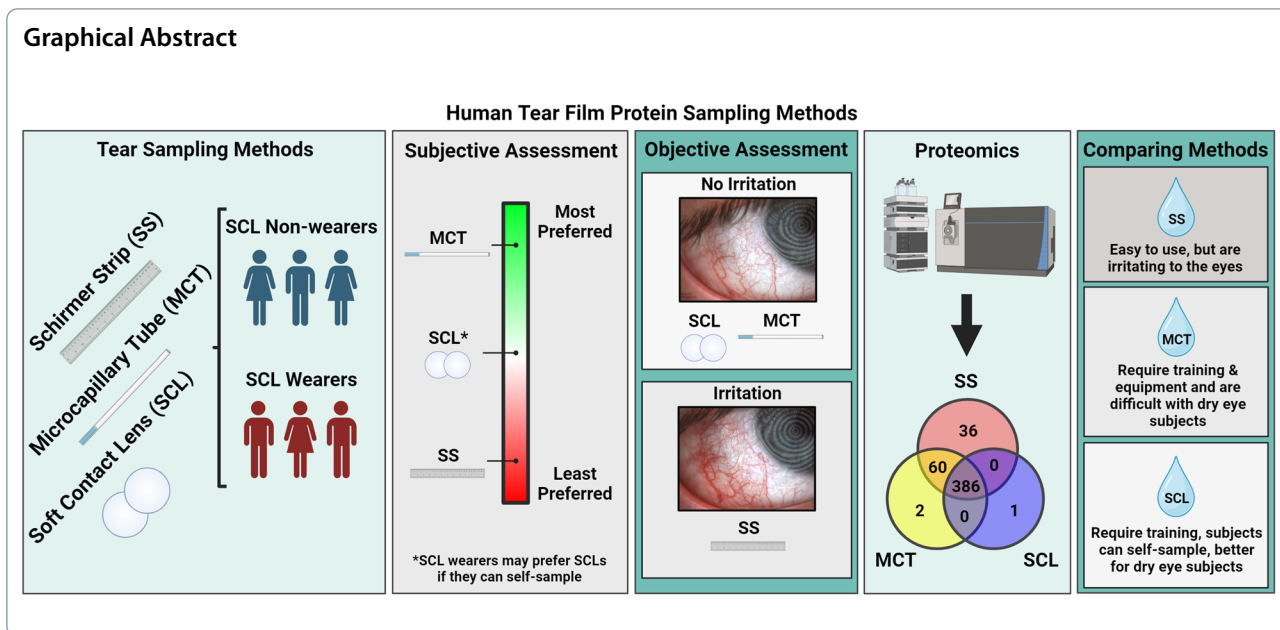 Graphical Abstract
Human Tear Film Protein Sampling Methods
Tear Sampling Methods
Schirmer Strip (SS)
Microcapillary Tube (MCT)
Soft Contact Lens (SCL)
SCL Non-wearers
SCL Wearers
Subjective Assessment
MCT
SCL*
SS
Most
Preferred
Least
Preferred
*SCL wearers may prefer SCLs
if they can self-sample
Objective Assessment
No Irritation
SCL
MCT
Irritation
SS
Proteomics
SS
36
60
0
386
2
0
1
MCT
SCL
Comparing Methods
SS
Easy to use, but are
irritating to the eyes
MCT
Require training &
equipment and are
difficult with dry eye
subjects
SCL
Require training, subjects
can self-sample, better
for dry eye subjects